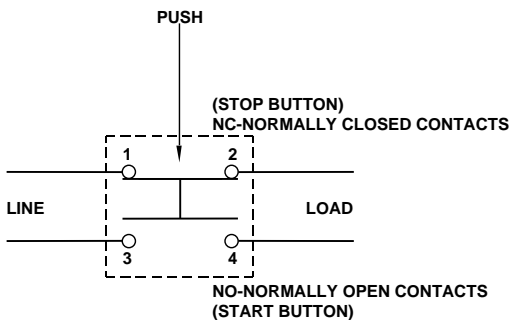 PUSH
(STOP BUTTON)
NC-NORMALLY CLOSED CONTACTS
1 2
LINE LOAD
3 4
NO-NORMALLY OPEN CONTACTS
(START BUTTON)